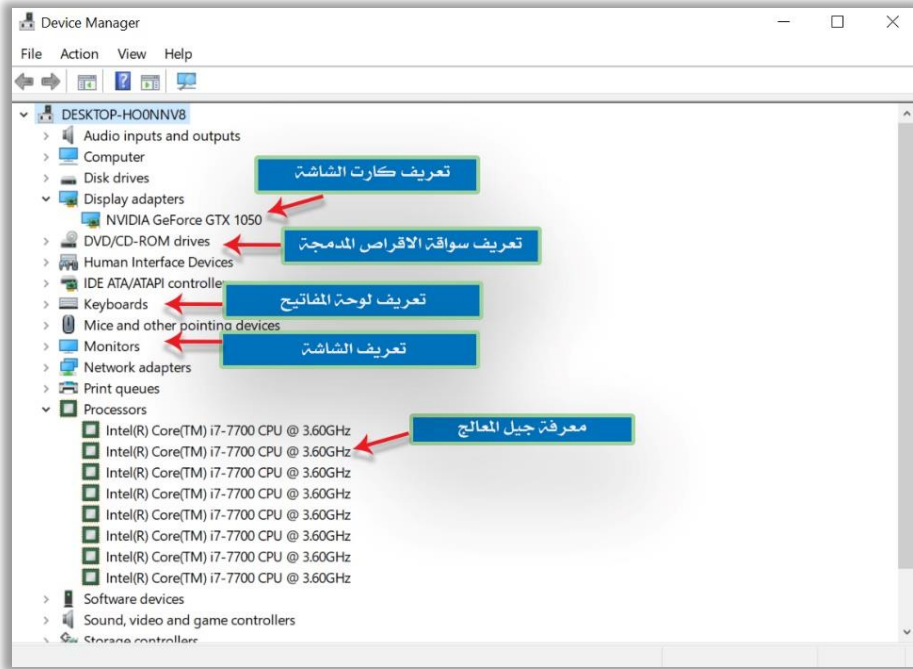 Device Manager
File Action View Help
DESKTOP-HO0NNV8
Audio inputs and outputs
Computer
تعريف كارت الشاشة
Disk drives
Display adapters
NVIDIA GeForce GTX 1050
DVD/CD-ROM drives
تعريف سواقة الاقراص المدمجة
Human Interface Devices
IDE ATA/ATAPI controlle
Keyboards
تعريف لوحة المفاتيح
Mice and other pointing devices
Monitors
تعريف الشاشة
Network adapters
Print queues
Processors
Intel(R) Core(TM) i7-7700 CPU @ 3.60GHz
معرفة جيل المعالج
Intel(R) Core(TM) i7-7700 CPU @ 3.60GHz
Intel(R) Core(TM) i7-7700 CPU @ 3.60GHz
Intel(R) Core(TM) i7-7700 CPU @ 3.60GHz
Intel(R) Core(TM) i7-7700 CPU @ 3.60GHz
Intel(R) Core(TM) i7-7700 CPU @ 3.60GHz
Intel(R) Core(TM) i7-7700 CPU @ 3.60GHz
Intel(R) Core(TM) i7-7700 CPU @ 3.60GHz
Software devices
Sound, video and game controllers
Storage controllers